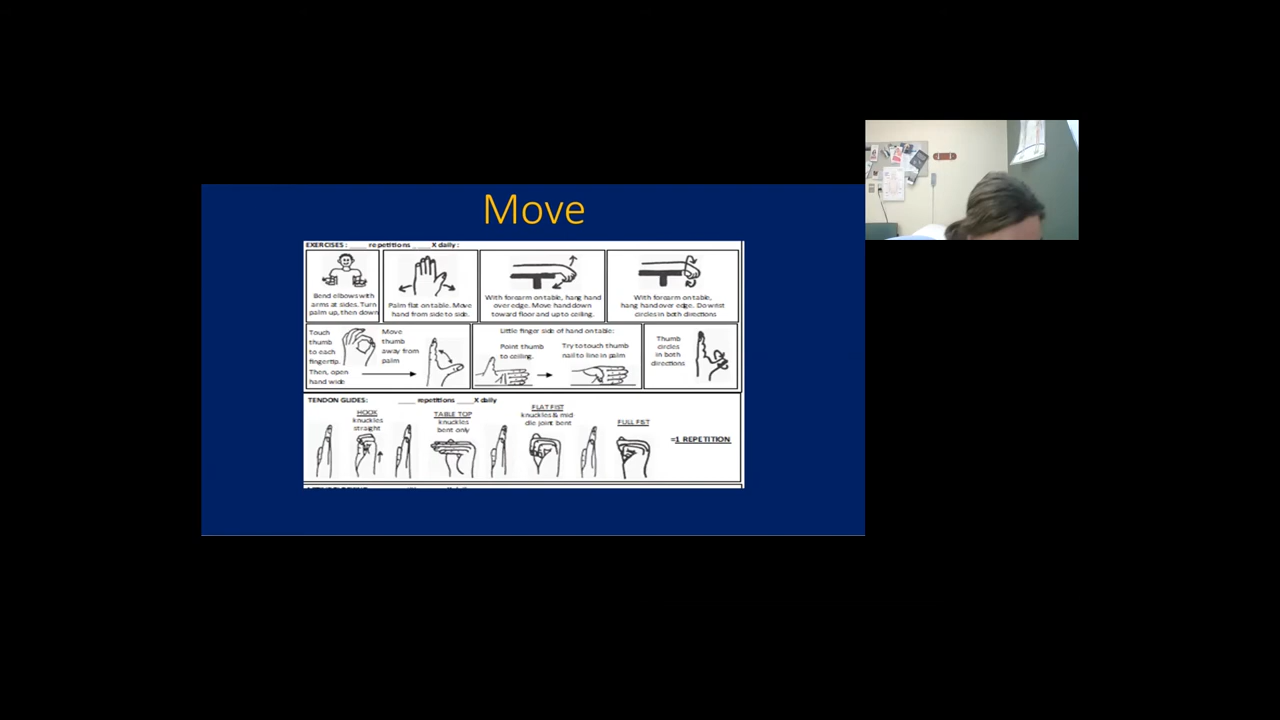 Move
EXERCISES: ____ repetitions ____X daily:
Bend elbows with
arms at sides. Turn
palm up, then down
Palm flat on table. Move
hand from side to side.
With forearm on table, hang hand
over edge. Move hand down
toward floor and up to ceiling.
With forearm on table,
hang hand over edge. Do wrist
circles in both directions
Touch
thumb
to each
fingertip.
Then, open
hand wide
Move
thumb
away from
palm
Little finger side of hand on table:
Point thumb
to ceiling.
Try to touch thumb
nail to line in palm
Thumb
circles
in both
directions
TENDON GLIDES: ____ repetitions ____X daily
HOOK
knuckles
straight
TABLE TOP
knuckles
bent only
FLAT FIST
knuckles & mid
dle joint bent
FULL FIST
=1 REPETITION